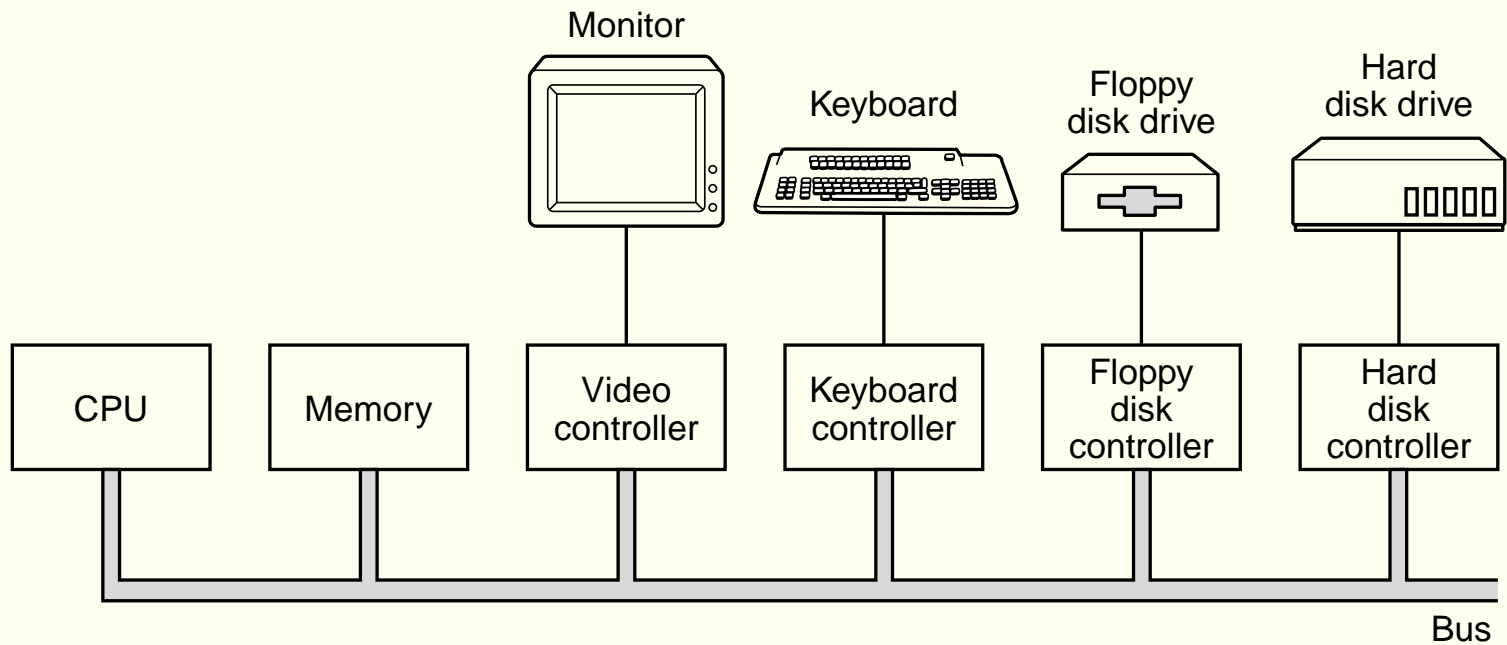 Monitor
Keyboard
Floppy
disk drive
Hard
disk drive
CPU
Memory
Video
controller
Keyboard
controller
Floppy
disk
controller
Hard
disk
controller
Bus